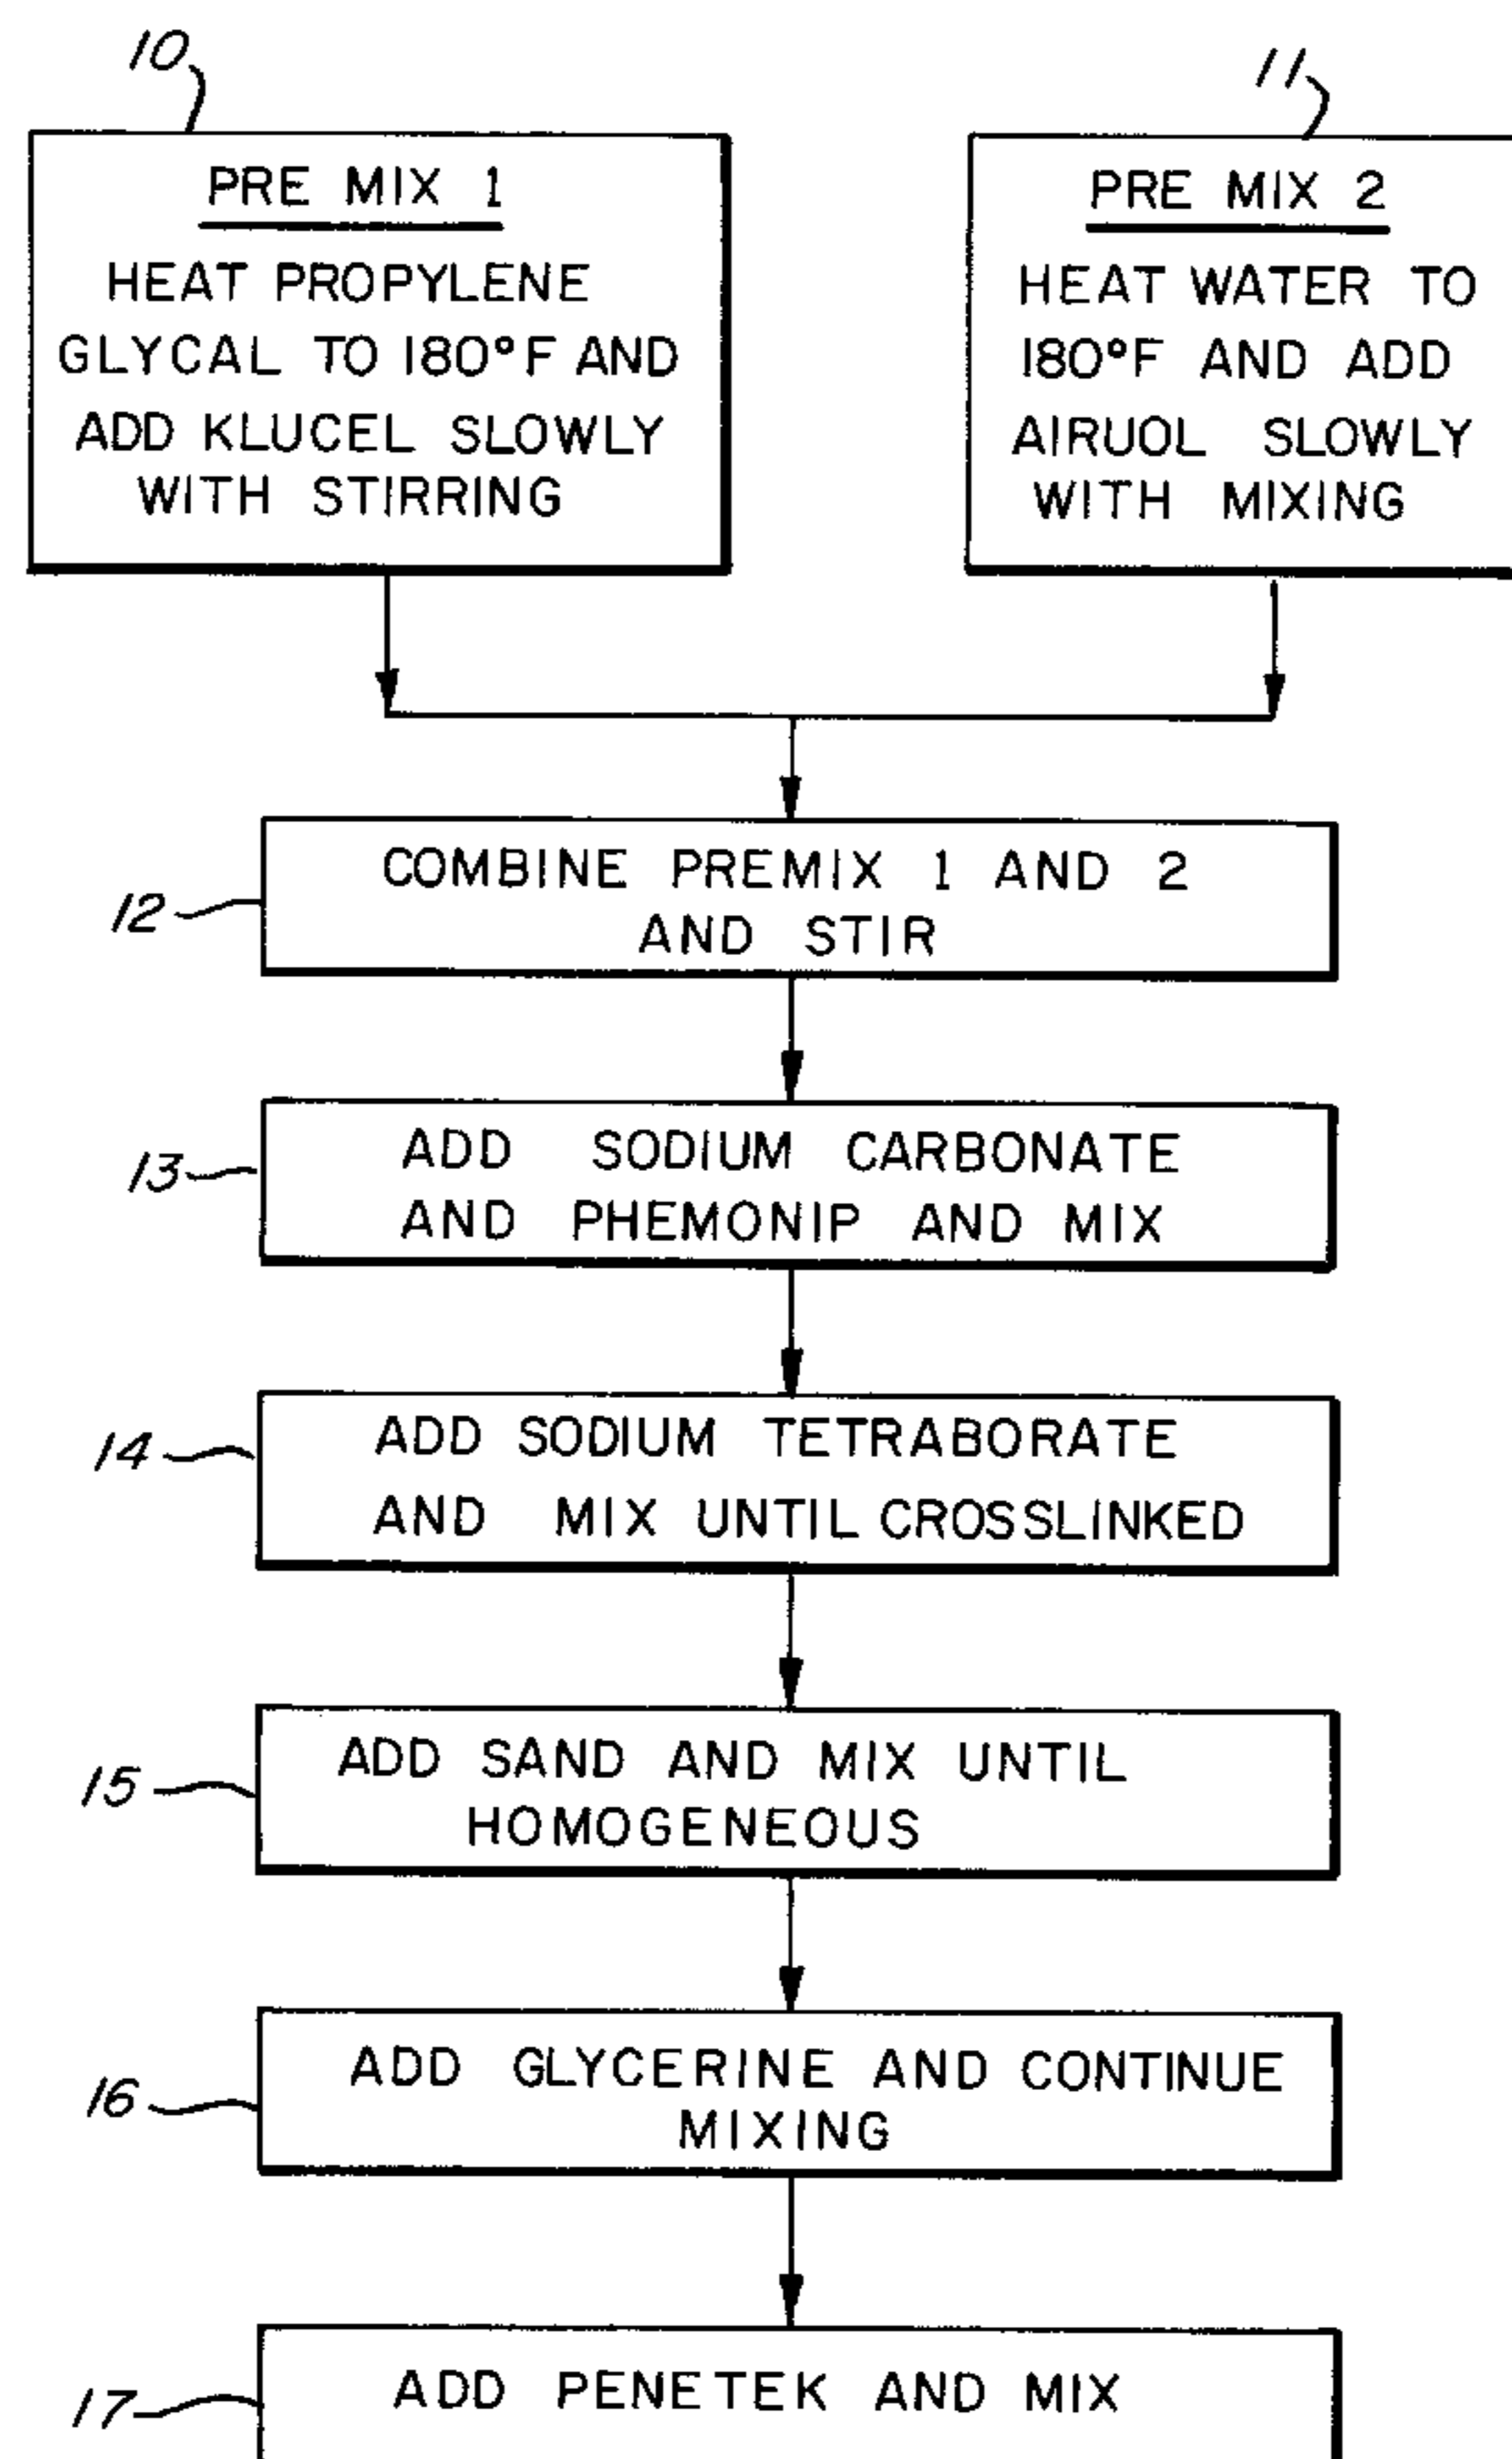 10
PRE MIX 1
HEAT PROPYLENE
GLYCAL TO 180°F AND
ADD KLUCEL SLOWLY
WITH STIRRING
11
PRE MIX 2
HEAT WATER TO
180°F AND ADD
AIRUOL SLOWLY
WITH MIXING
12
COMBINE PREMIX 1 AND 2
AND STIR
13
ADD SODIUM CARBONATE
AND PHEMONIP AND MIX
14
ADD SODIUM TETRABORATE
AND MIX UNTIL CROSSLINKED
15
ADD SAND AND MIX UNTIL
HOMOGENEOUS
16
ADD GLYCERINE AND CONTINUE
MIXING
17
ADD PENETEK AND MIX